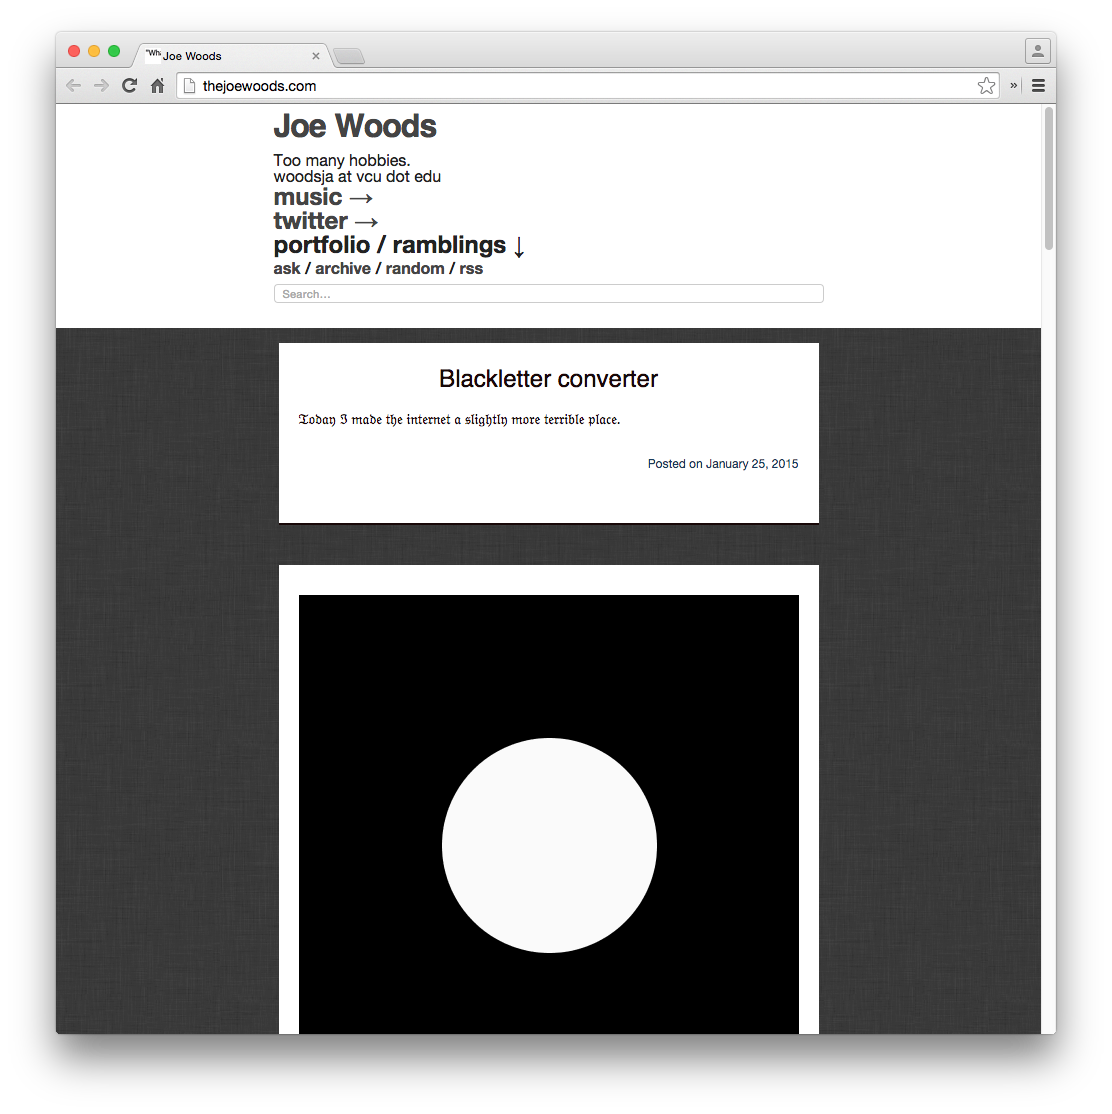 "Wh
Joe Woods
thejoewoods.com
»
Joe Woods
Too many hobbies.
woodsja at vcu dot edu
music →
twitter →
portfolio / ramblings ↓
ask / archive / random / rss
Search...
Blackletter converter
𝔗𝔬𝔡𝔞𝔶 ℑ 𝔪𝔞𝔡𝔢 𝔱𝔥𝔢 𝔦𝔫𝔱𝔢𝔯𝔫𝔢𝔱 𝔞 𝔰𝔩𝔦𝔤𝔥𝔱𝔩𝔶 𝔪𝔬𝔯𝔢 𝔱𝔢𝔯𝔯𝔦𝔟𝔩𝔢 𝔭𝔩𝔞𝔠𝔢.
Posted on January 25, 2015